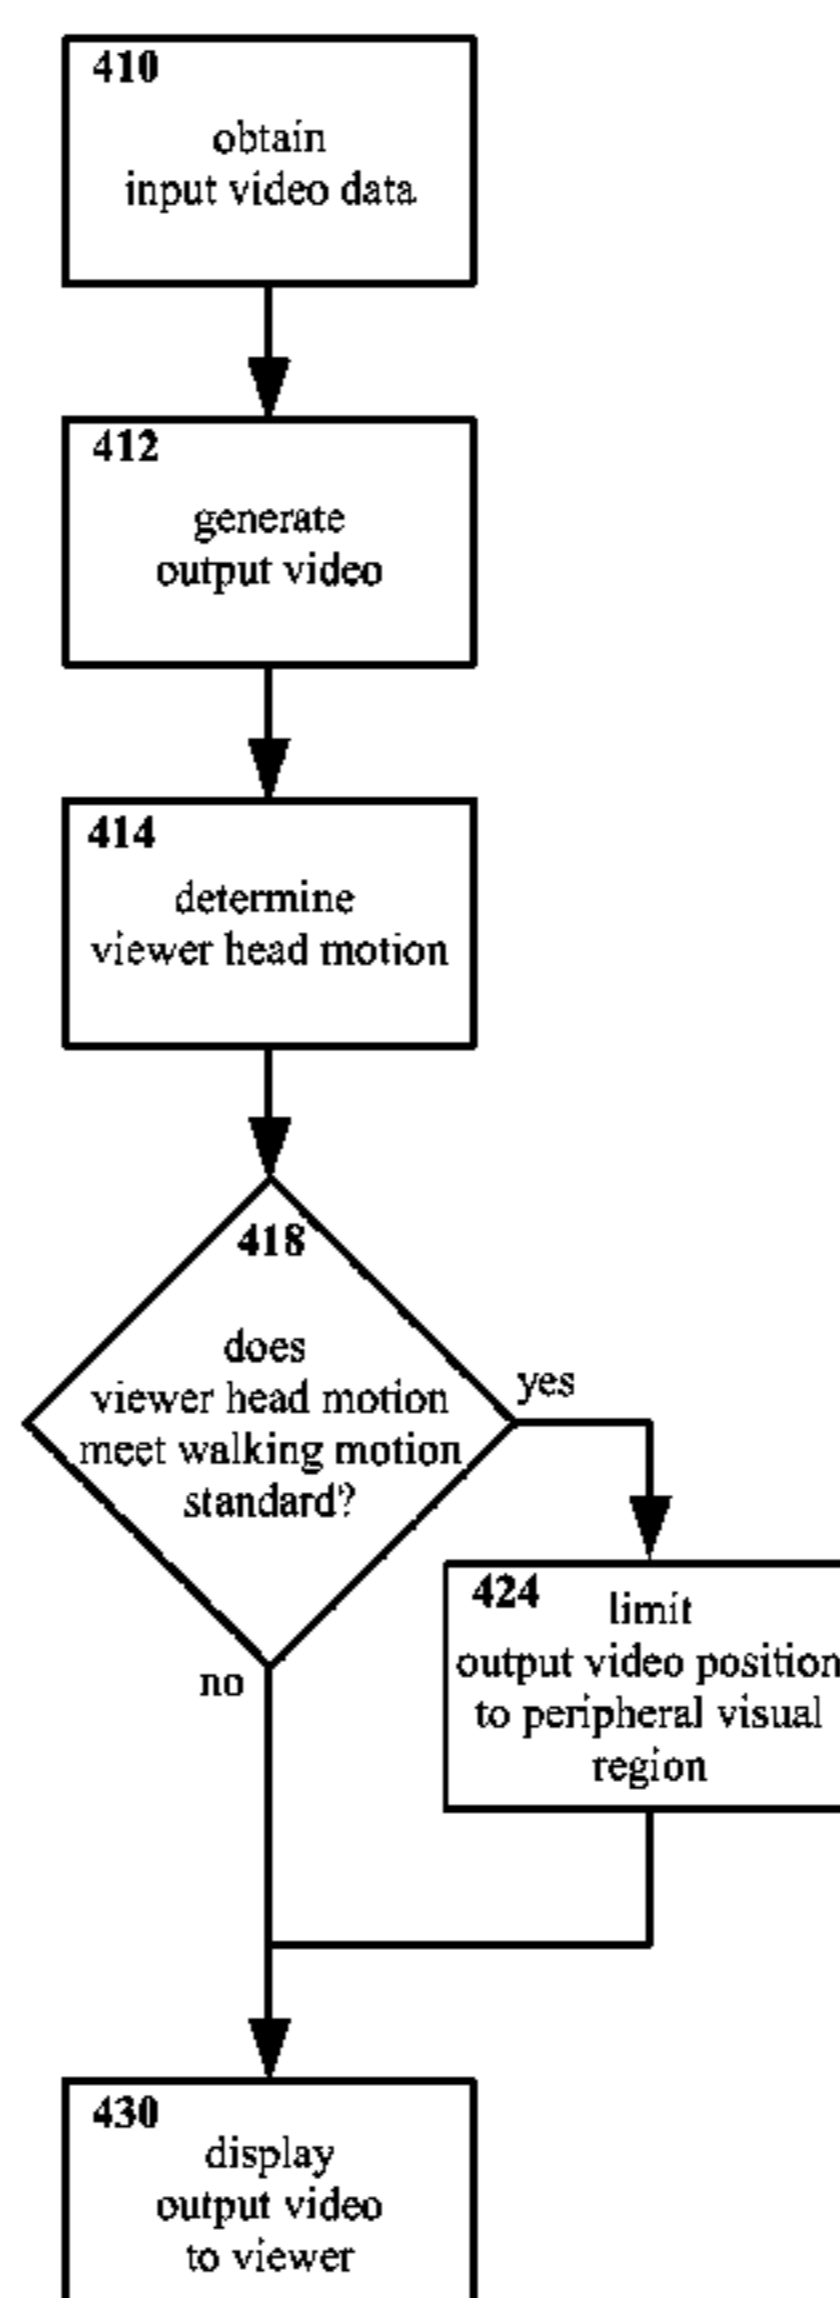 410
obtain
input video data
412
generate
output video
414
determine
viewer head motion
418
does
viewer head motion
meet walking motion
standard?
yes
no
424
limit
output video position
to peripheral visual
region
430
display
output video
to viewer